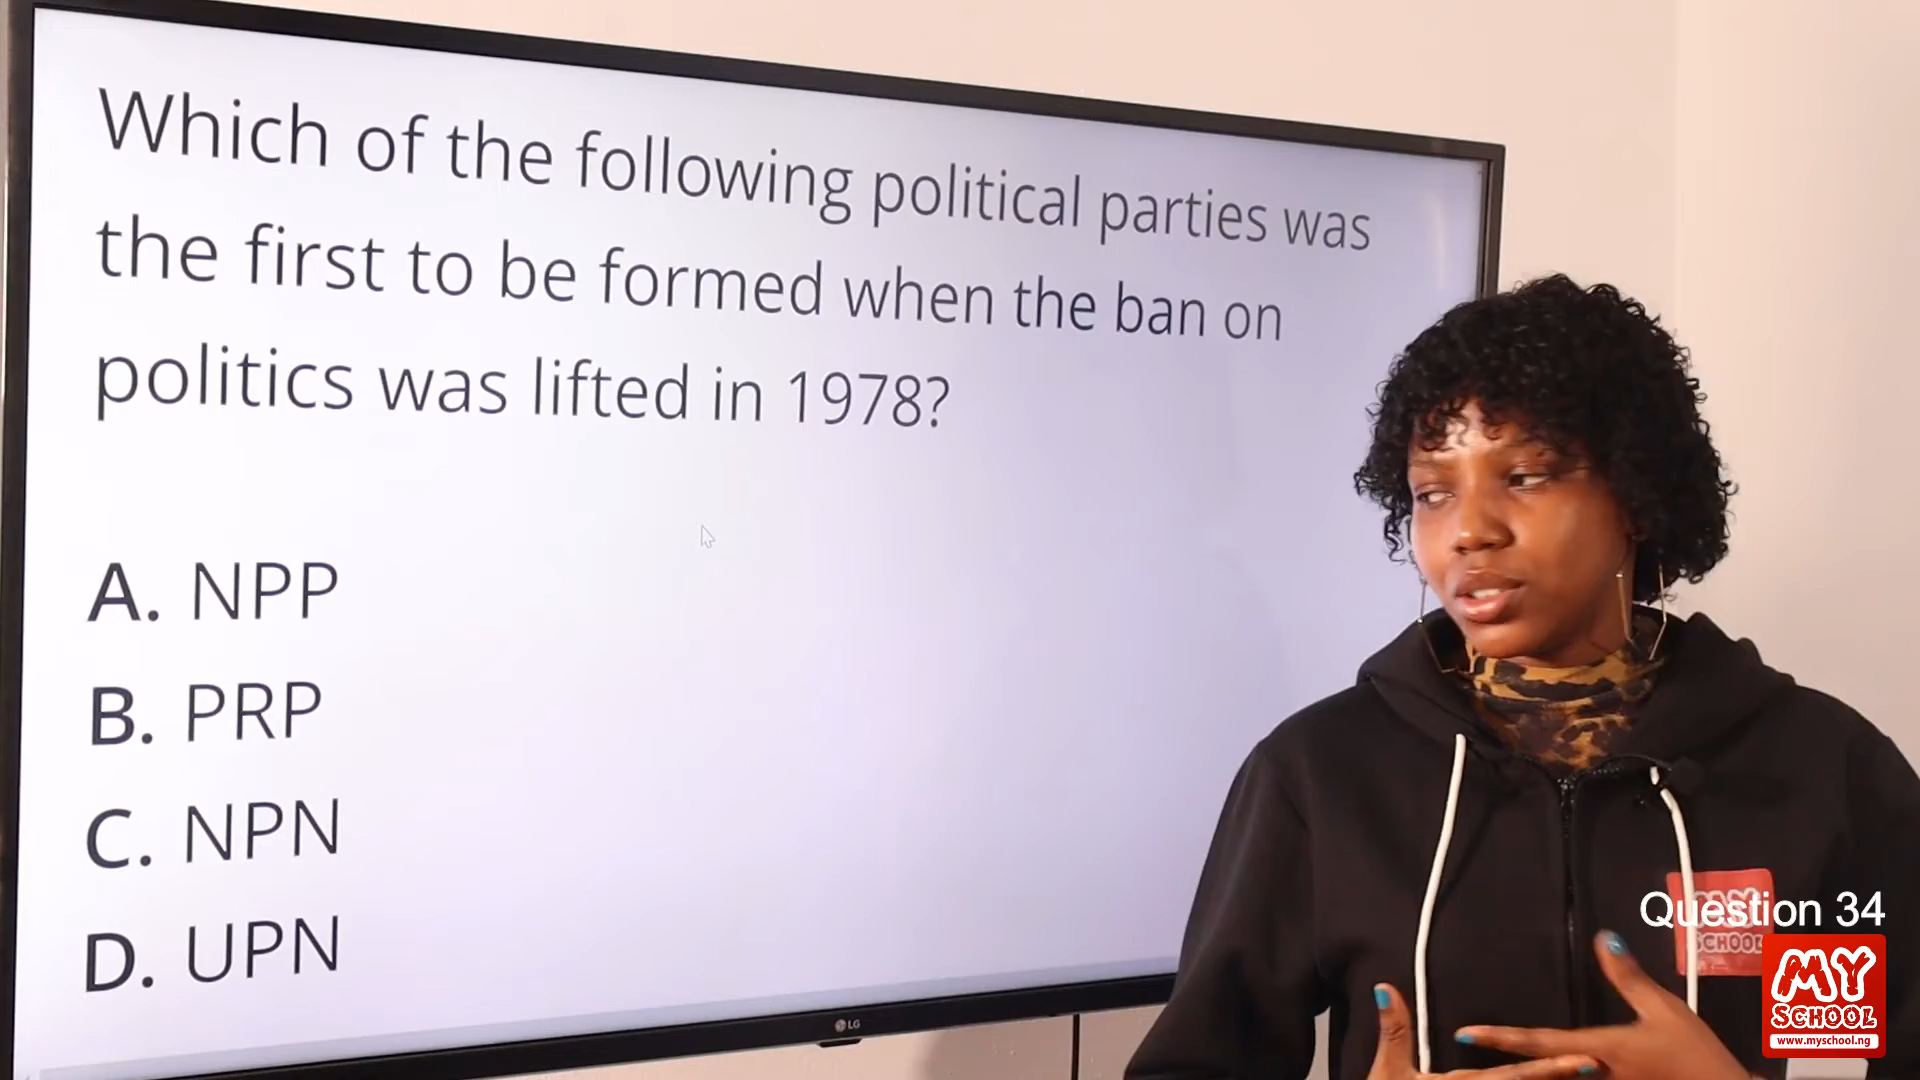 Which of the following political parties was
the first to be formed when the ban on
politics was lifted in 1978?
A. NPP
B. PRP
C. NPN
D. UPN
LG
Question 34
SCHOOL
MY
SCHOOL
www.myschool.ng